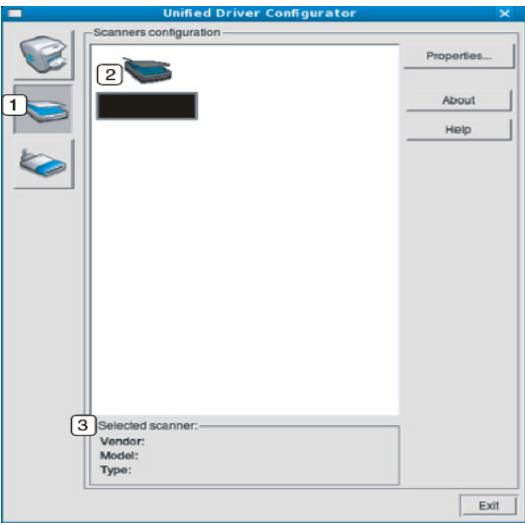 Unified Driver Configurator
Scanners configuration
Properties...
2
1
About
Help
3
Selected scanner:
Vendor:
Model:
Type:
Exit